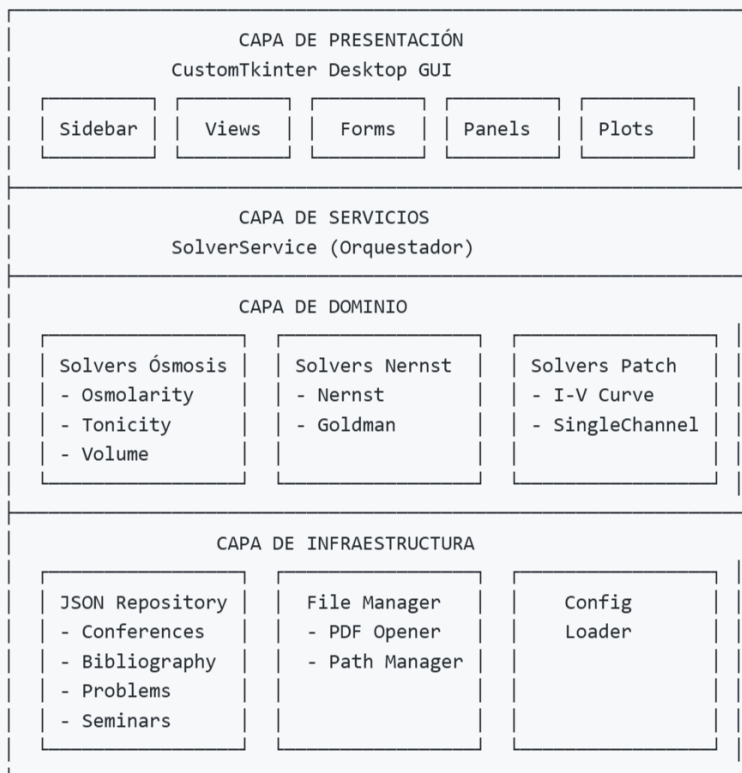 CAPA DE PRESENTACIÓN
CustomTkinter Desktop GUI
Sidebar Views Forms Panels Plots
CAPA DE SERVICIOS
SolverService (Orquestador)
CAPA DE DOMINIO
Solvers Ósmosis Solvers Nernst Solvers Patch
- Osmolarity - Nernst - I-V Curve
- Tonicity - Goldman - SingleChannel
- Volume
CAPA DE INFRAESTRUCTURA
JSON Repository File Manager Config
- Conferences - PDF Opener Loader
- Bibliography - Path Manager
- Problems
- Seminars